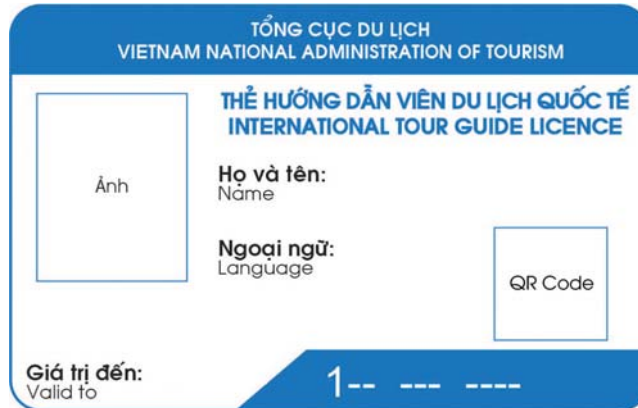 TỔNG CỤC DU LỊCH
VIETNAM NATIONAL ADMINISTRATION OF TOURISM
THẺ HƯỚNG DẪN VIÊN DU LỊCH QUỐC TẾ
INTERNATIONAL TOUR GUIDE LICENCE
Ảnh
Họ và tên:
Name
Ngoại ngữ:
Language
QR Code
Giá trị đến:
Valid to
1-- --- ----